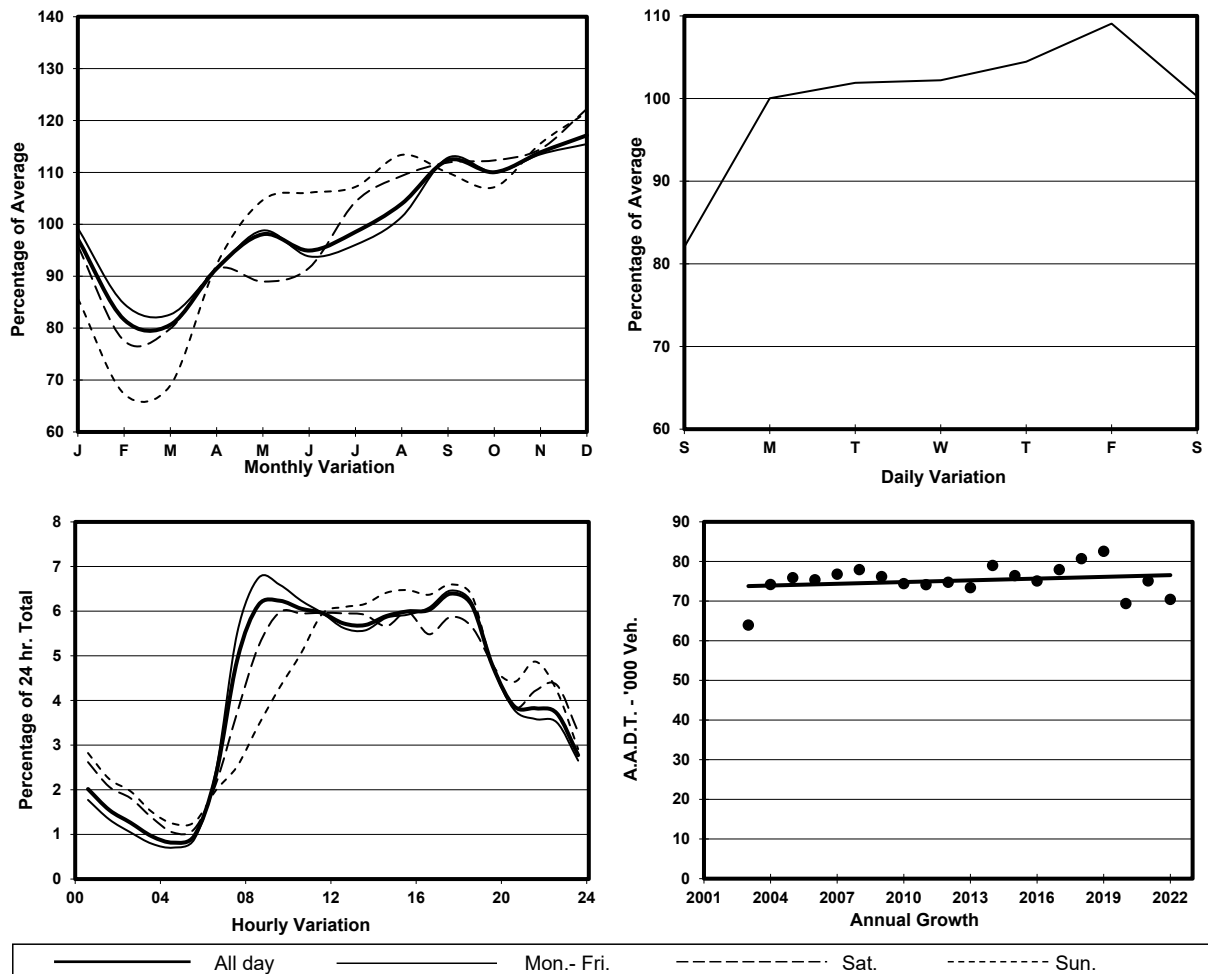 140
130
120
110
100
90
80
70
60
Percentage of Average
J F M A M J J A S O N D
Monthly Variation
110
100
90
80
70
60
Percentage of Average
S M T W T F S
Daily Variation
8
7
6
5
4
3
2
1
0
Percentage of 24 hr. Total
00 04 08 12 16 20 24
Hourly Variation
90
80
70
60
50
40
30
20
10
0
A.A.D.T. - '000 Veh.
2001 2004 2007 2010 2013 2016 2019 2022
Annual Growth
All day Mon.- Fri. Sat. Sun.